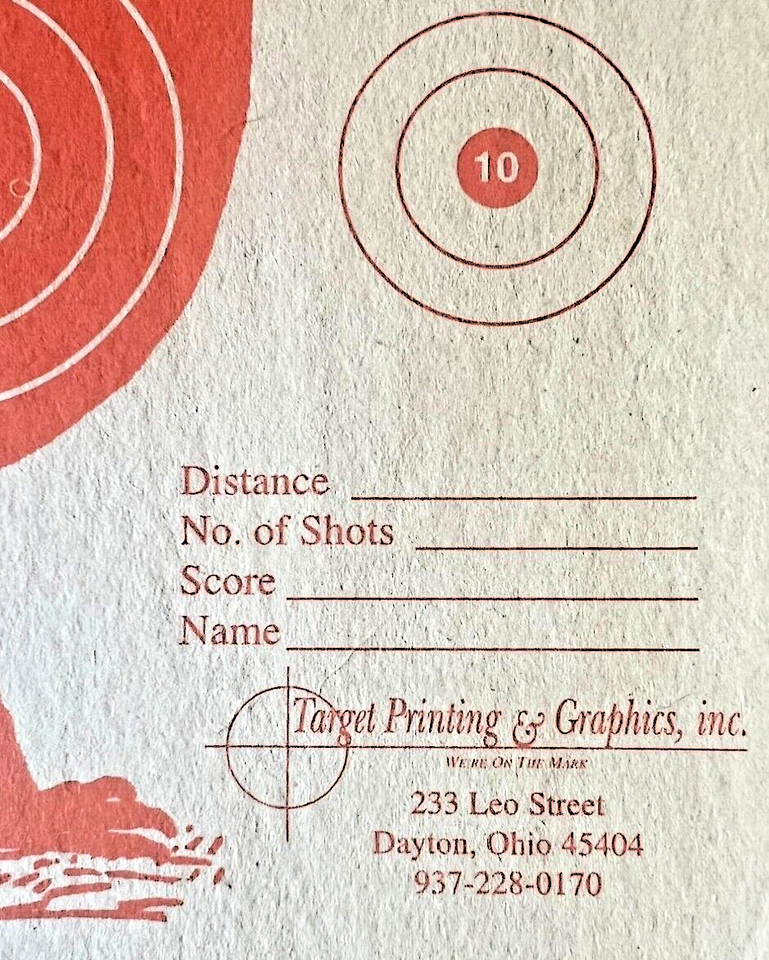 10
Distance
No. of Shots
Score
Name
Target Printing & Graphics, inc.
We're On The Mark
233 Leo Street
Dayton, Ohio 45404
937-228-0170